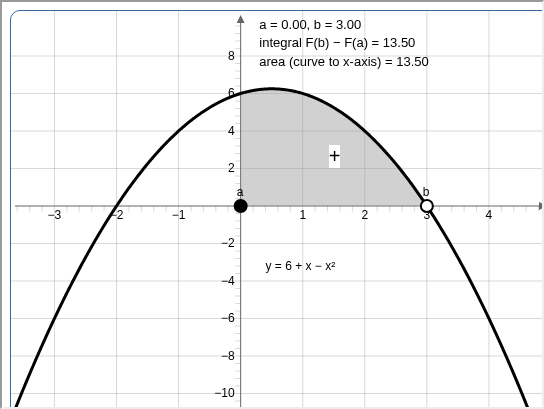 a = 0.00, b = 3.00
integral F(b) − F(a) = 13.50
area (curve to x-axis) = 13.50
8
6
4
2
+
a
b
−3
−2
−1
1
2
3
4
−2
y = 6 + x − x²
−4
−6
−8
−10